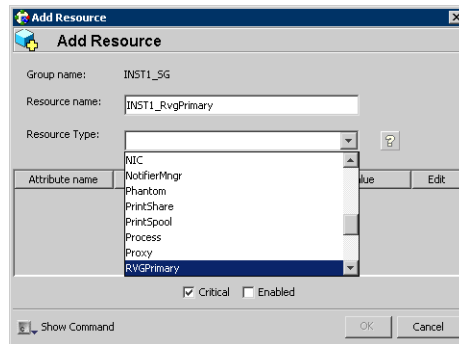 Add Resource
Add Resource
Group name: INST1_SG
Resource name: INST1_RvgPrimary
Resource Type:
NIC
NotifierMngr
Phantom
PrintShare
PrintSpool
Process
Proxy
RVGPrimary
Attribute name
Edit
Critical Enabled
Show Command OK Cancel